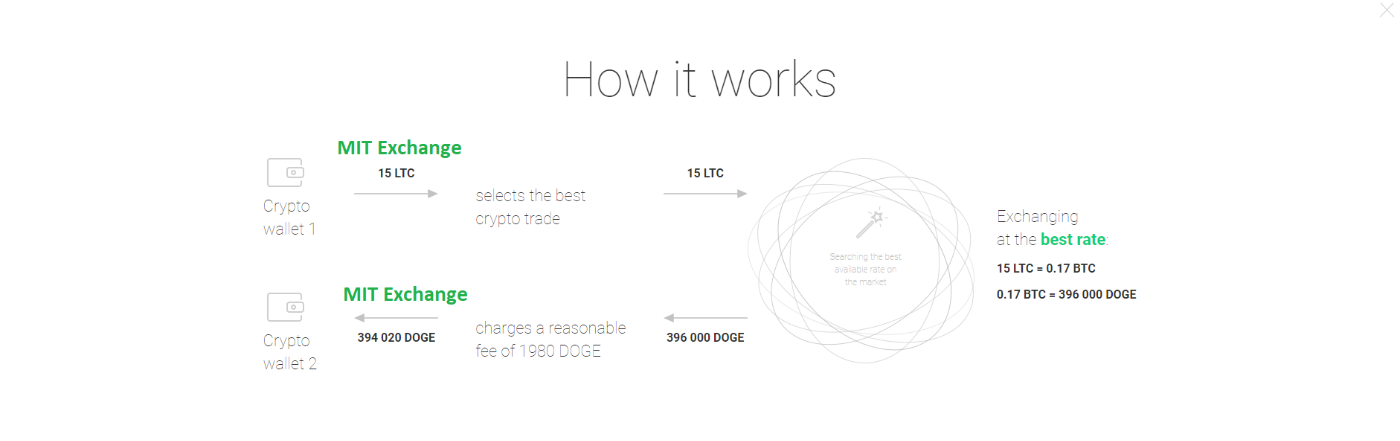 How it works
MIT Exchange
15 LTC
15 LTC
Crypto
wallet 1
selects the best
crypto trade
Searching the best
available rate on
the market
Exchanging
at the best rate:
15 LTC = 0.17 BTC
0.17 BTC = 396 000 DOGE
MIT Exchange
Crypto
wallet 2
394 020 DOGE
charges a reasonable
fee of 1980 DOGE
396 000 DOGE